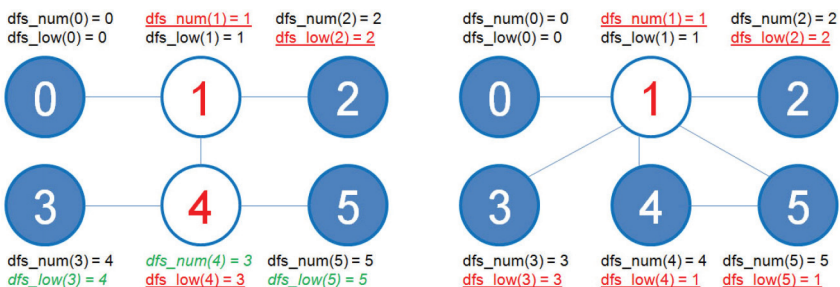 dfs_num(0) = 0 dfs_num(1) = 1 dfs_num(2) = 2
dfs_low(0) = 0 dfs_low(1) = 1 dfs_low(2) = 2
0 1 2
3 4 5
dfs_num(3) = 4 dfs_num(4) = 3 dfs_num(5) = 5
dfs_low(3) = 4 dfs_low(4) = 3 dfs_low(5) = 5
dfs_num(0) = 0 dfs_num(1) = 1 dfs_num(2) = 2
dfs_low(0) = 0 dfs_low(1) = 1 dfs_low(2) = 2
0 1 2
3 4 5
dfs_num(3) = 3 dfs_num(4) = 4 dfs_num(5) = 5
dfs_low(3) = 3 dfs_low(4) = 1 dfs_low(5) = 1